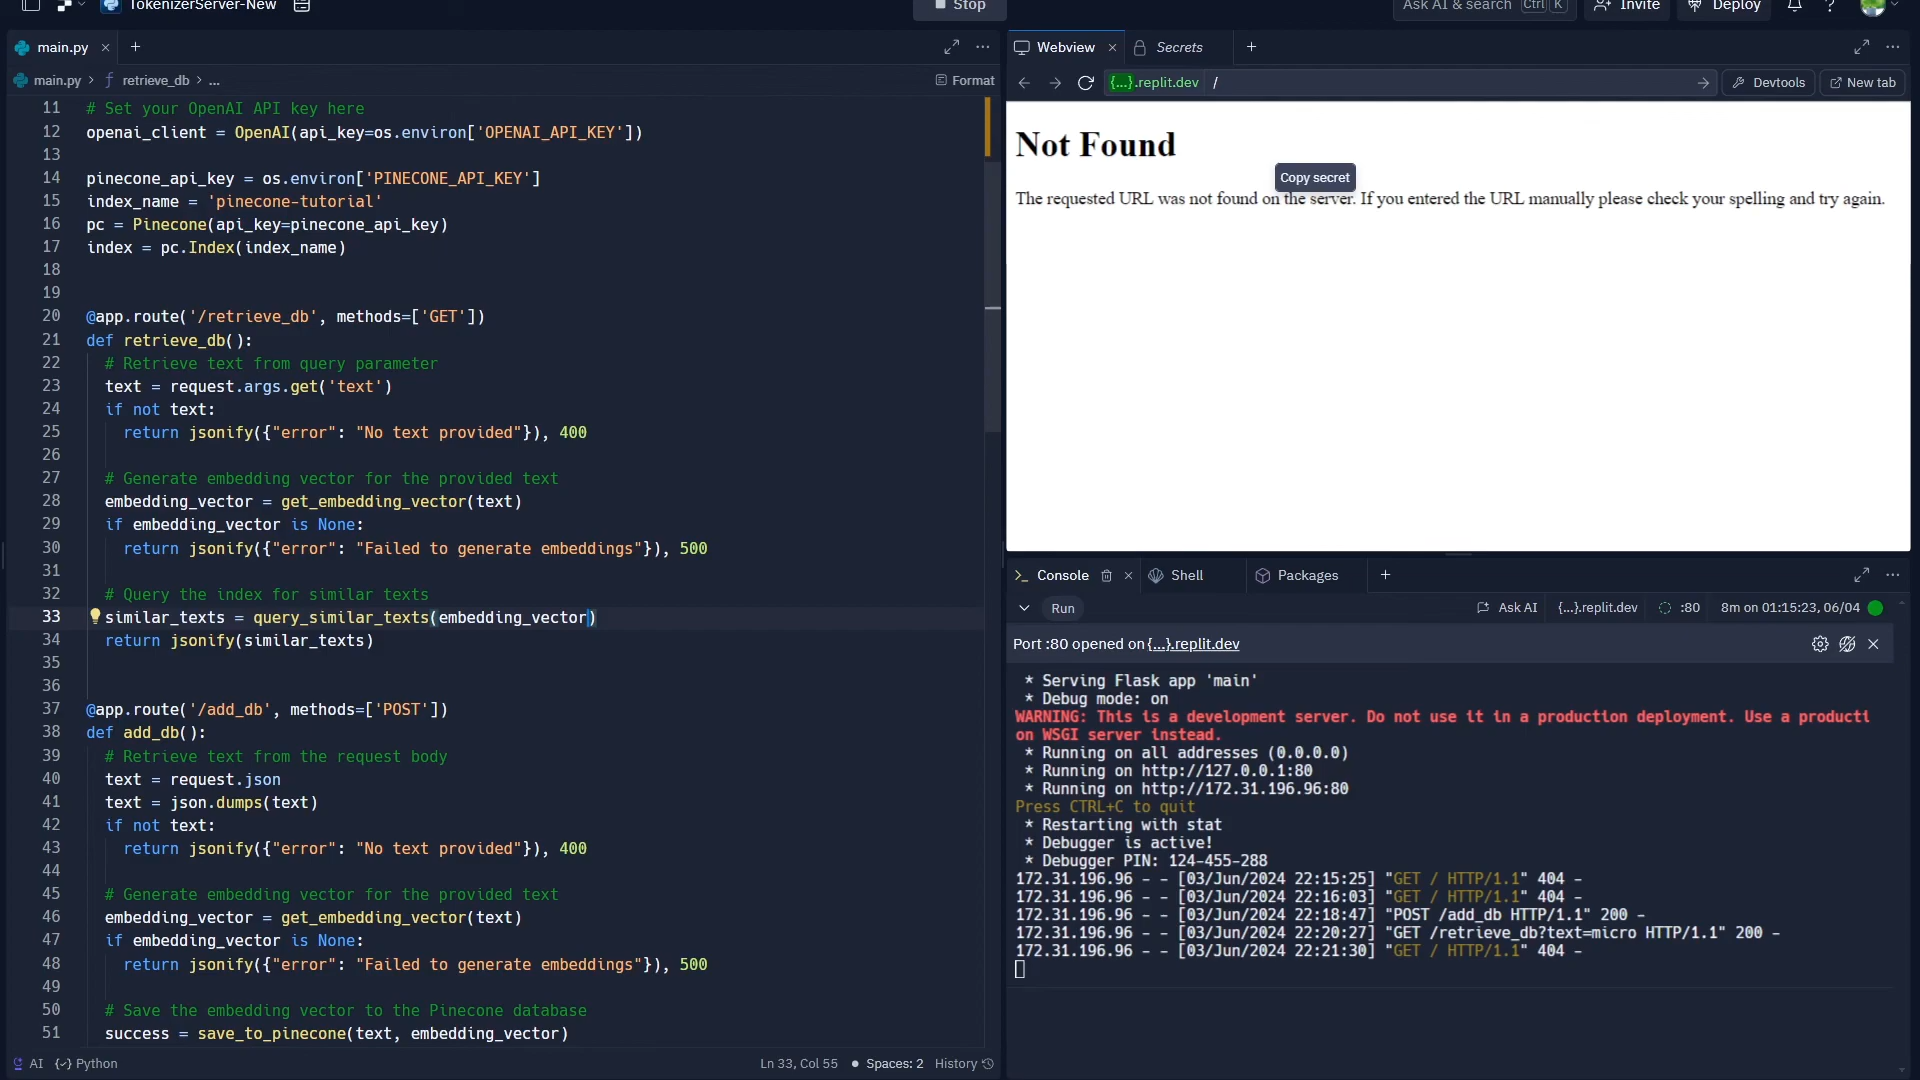 TokenizerServer-New
Stop
Ask AI & search Ctrl K
Invite
Deploy
main.py
main.py > retrieve_db > ...
Format
11 # Set your OpenAI API key here
12 openai_client = OpenAI(api_key=os.environ['OPENAI_API_KEY'])
13
14 pinecone_api_key = os.environ['PINECONE_API_KEY']
15 index_name = 'pinecone-tutorial'
16 pc = Pinecone(api_key=pinecone_api_key)
17 index = pc.Index(index_name)
18
19
20 @app.route('/retrieve_db', methods=['GET'])
21 def retrieve_db():
22 # Retrieve text from query parameter
23 text = request.args.get('text')
24 if not text:
25 return jsonify({"error": "No text provided"}), 400
26
27 # Generate embedding vector for the provided text
28 embedding_vector = get_embedding_vector(text)
29 if embedding_vector is None:
30 return jsonify({"error": "Failed to generate embeddings"}), 500
31
32 # Query the index for similar texts
33 similar_texts = query_similar_texts(embedding_vector)
34 return jsonify(similar_texts)
35
36
37 @app.route('/add_db', methods=['POST'])
38 def add_db():
39 # Retrieve text from the request body
40 text = request.json
41 text = json.dumps(text)
42 if not text:
43 return jsonify({"error": "No text provided"}), 400
44
45 # Generate embedding vector for the provided text
46 embedding_vector = get_embedding_vector(text)
47 if embedding_vector is None:
48 return jsonify({"error": "Failed to generate embeddings"}), 500
49
50 # Save the embedding vector to the Pinecone database
51 success = save_to_pinecone(text, embedding_vector)
AI Python
Ln 33, Col 55 • Spaces: 2 History
Webview
Secrets
{...}.replit.dev /
Devtools
New tab
Not Found
Copy secret
The requested URL was not found on the server. If you entered the URL manually please check your spelling and try again.
Console
Shell
Packages
Run
Ask AI
{...}.replit.dev
:80
8m on 01:15:23, 06/04
Port :80 opened on {...}.replit.dev
* Serving Flask app 'main'
* Debug mode: on
WARNING: This is a development server. Do not use it in a production deployment. Use a producti
on WSGI server instead.
* Running on all addresses (0.0.0.0)
* Running on http://127.0.0.1:80
* Running on http://172.31.196.96:80
Press CTRL+C to quit
* Restarting with stat
* Debugger is active!
* Debugger PIN: 124-455-288
172.31.196.96 - - [03/Jun/2024 22:15:25] "GET / HTTP/1.1" 404 -
172.31.196.96 - - [03/Jun/2024 22:16:03] "GET / HTTP/1.1" 404 -
172.31.196.96 - - [03/Jun/2024 22:18:47] "POST /add_db HTTP/1.1" 200 -
172.31.196.96 - - [03/Jun/2024 22:20:27] "GET /retrieve_db?text=micro HTTP/1.1" 200 -
172.31.196.96 - - [03/Jun/2024 22:21:30] "GET / HTTP/1.1" 404 -